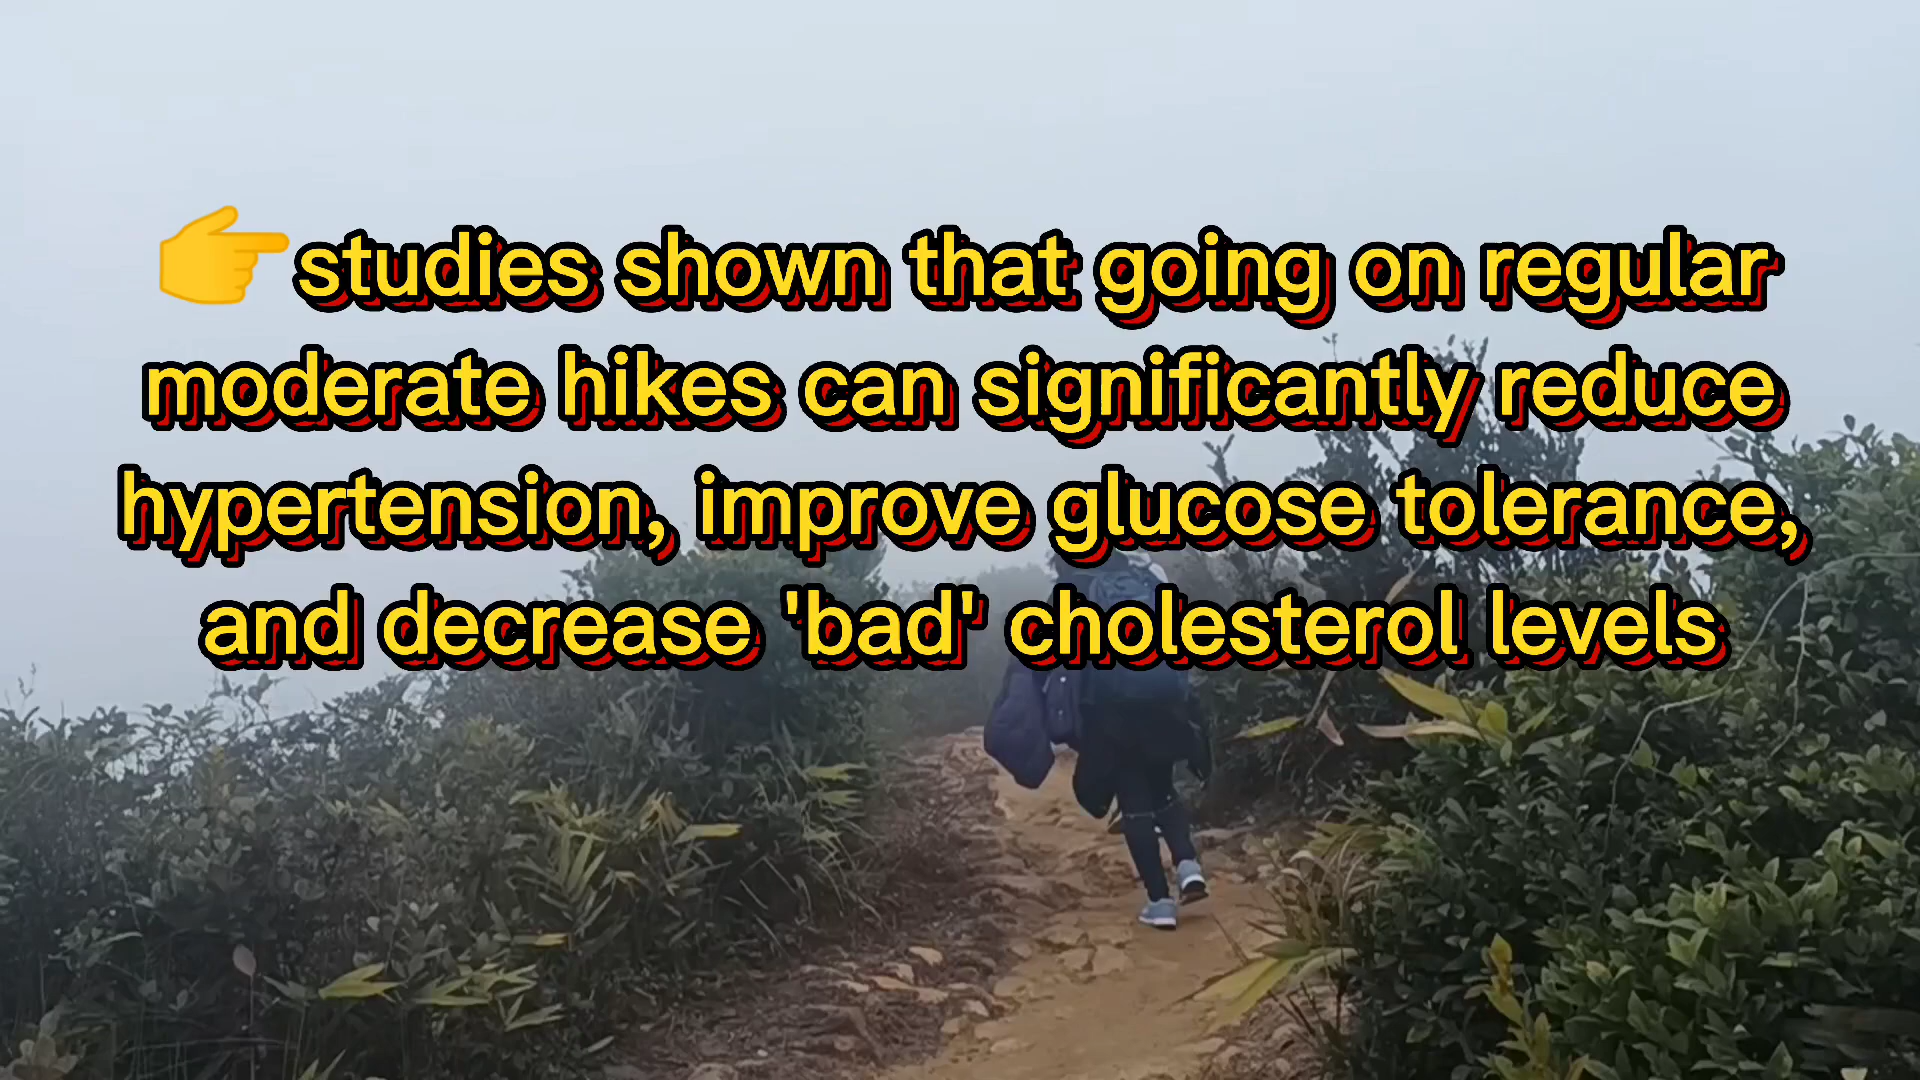 👉studies shown that going on regular
moderate hikes can significantly reduce
hypertension, improve glucose tolerance,
and decrease 'bad' cholesterol levels